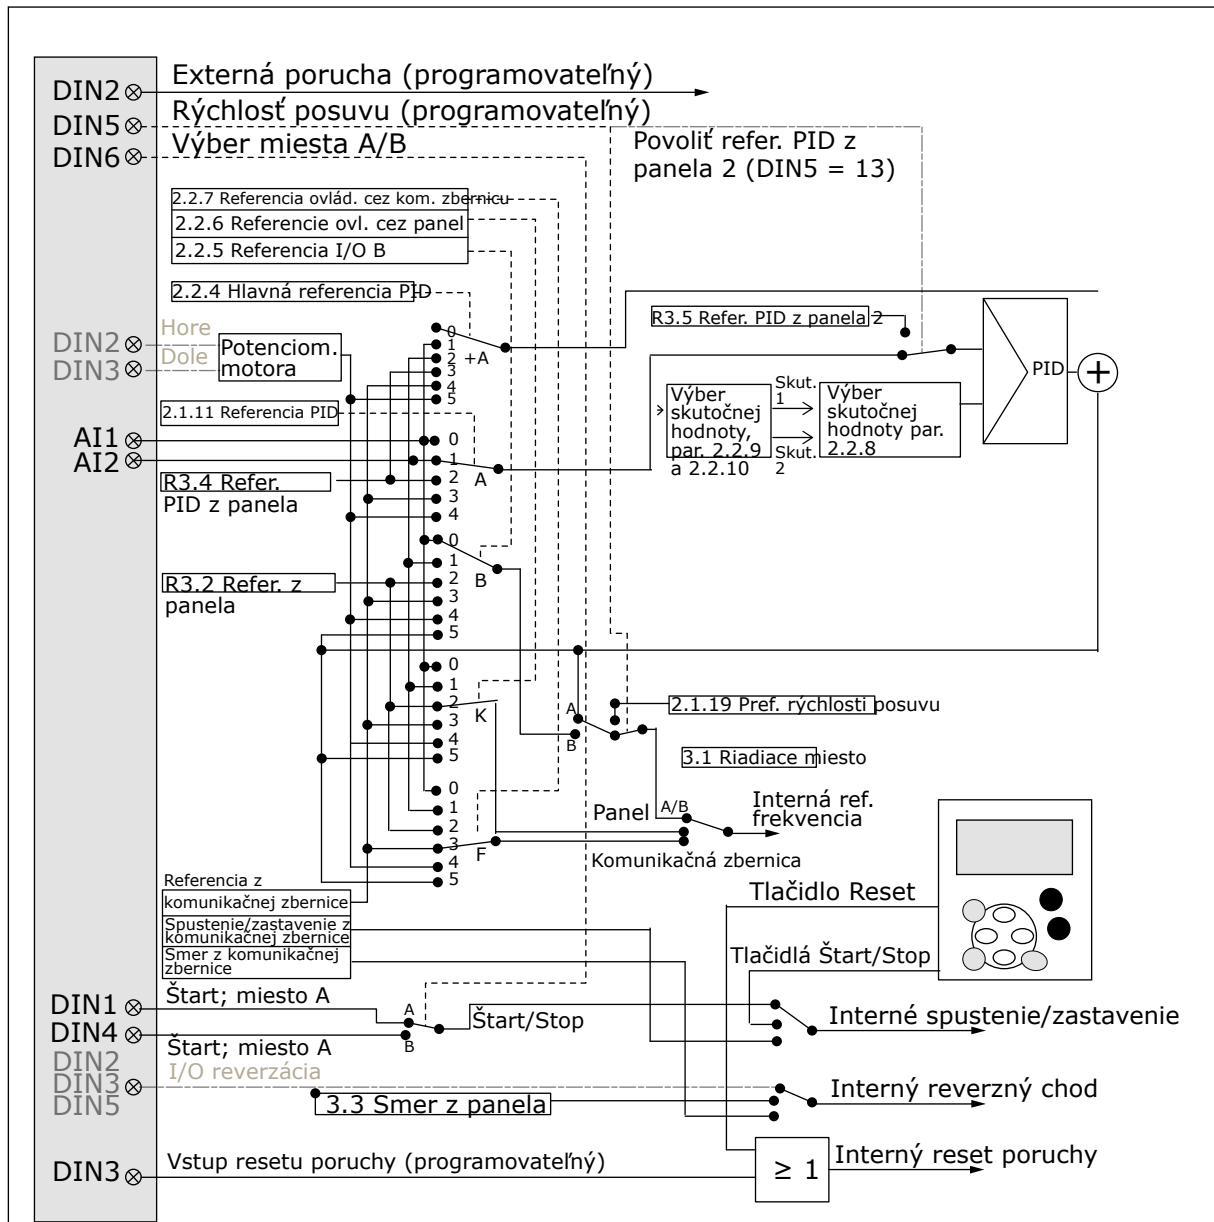 DIN2
Externá porucha (programovateľný)
DIN5
Rýchlosť posuvu (programovateľný)
DIN6
Výber miesta A/B
Povoliť refer. PID z
panela 2 (DIN5 = 13)
2.2.7 Referencia ovlád. cez kom. zbernicu
2.2.6 Referencie ovl. cez panel
2.2.5 Referencia I/O B
2.2.4 Hlavná referencia PID
R3.5 Refer. PID z panela 2
DIN2
Hore
DIN3
Dole
Potenciom.
motora
0
1
2
3
4
5
+A
PID
+
Výber
skutočnej
hodnoty,
par. 2.2.9
a 2.2.10
Skut.
1
Skut.
2
Výber
skutočnej
hodnoty par.
2.2.8
2.1.11 Referencia PID
AI1
AI2
0
1
2
3
4
A
R3.4 Refer.
PID z panela
0
1
2
3
4
5
B
R3.2 Refer. z
panela
0
1
2
3
4
5
K
A
B
2.1.19 Pref. rýchlosti posuvu
3.1 Riadiace miesto
0
1
2
3
4
5
F
Panel
A/B
Interná ref.
frekvencia
Komunikačná zbernica
Referencia z
komunikačnej zbernice
Spustenie/zastavenie z
komunikačnej zbernice
Smer z komunikačnej
zbernice
Tlačidlo Reset
Tlačidlá Štart/Stop
DIN1
Štart; miesto A
DIN4
Štart; miesto A
A
B
Štart/Stop
Interné spustenie/zastavenie
DIN2
DIN3
DIN5
I/O reverzácia
3.3 Smer z panela
Interný reverzný chod
DIN3
Vstup resetu poruchy (programovateľný)
≥ 1
Interný reset poruchy